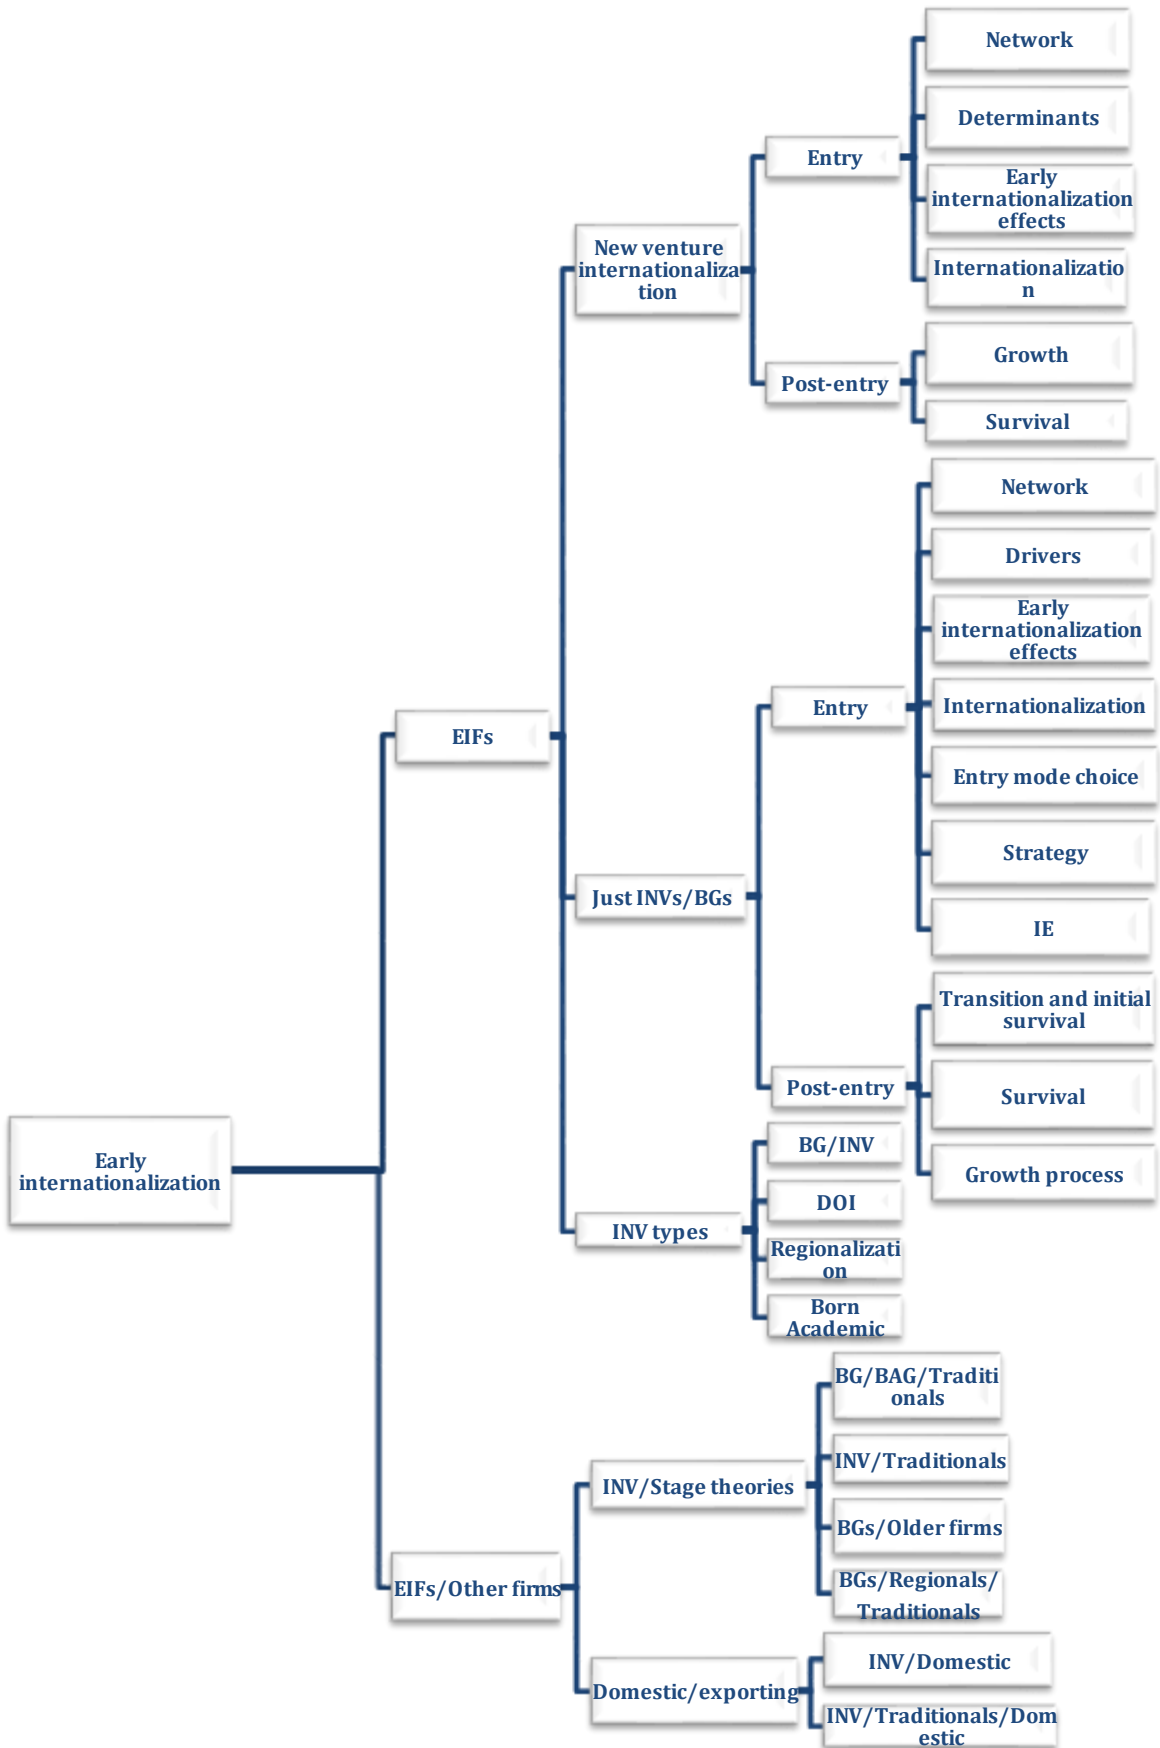 Network
Determinants
Entry
Early
internationalization
effects
New venture
internationaliza
tion
Internationalizatio
n
Growth
Post-entry
Survival
Network
Drivers
Early
internationalization
effects
Entry
Internationalization
EIFs
Entry mode choice
Strategy
Just INVs/BGs
IE
Transition and initial
survival
Post-entry
Survival
BG/INV
Early
internationalization
Growth process
DOI
INV types
Regionalizati
on
Born
Academic
BG/BAG/Traditi
onals
INV/Traditionals
INV/Stage theories
BGs/Older firms
EIFs/Other firms
BGs/Regionals/
Traditionals
INV/Domestic
Domestic/exporting
INV/Traditionals/Dom
estic